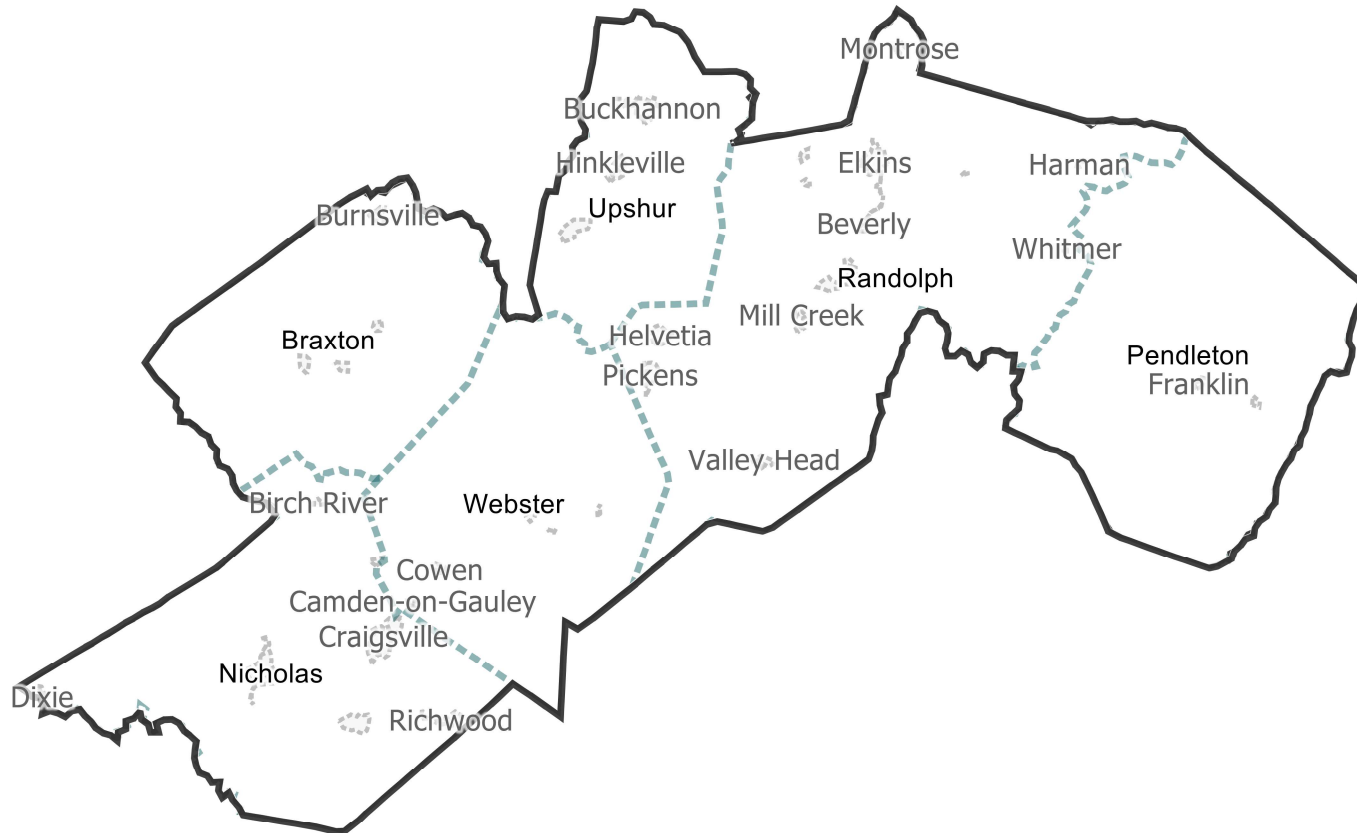 Montrose
Buckhannon
Hinkleville
Elkins
Harman
Upshur
Burnsville
Beverly
Whitmer
Randolph
Mill Creek
Helvetia
Braxton
Pendleton
Pickens
Franklin
Valley Head
Birch River
Webster
Cowen
Camden-on-Gauley
Craigsville
Nicholas
Dixie
Richwood